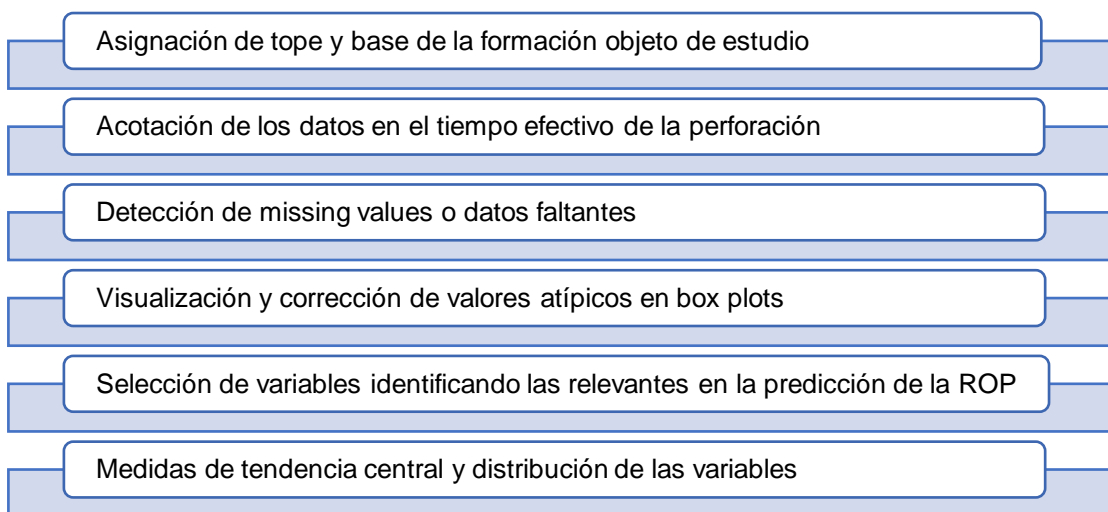 Asignación de tope y base de la formación objeto de estudio
Acotación de los datos en el tiempo efectivo de la perforación
Detección de missing values o datos faltantes
Visualización y corrección de valores atípicos en box plots
Selección de variables identificando las relevantes en la predicción de la ROP
Medidas de tendencia central y distribución de las variables